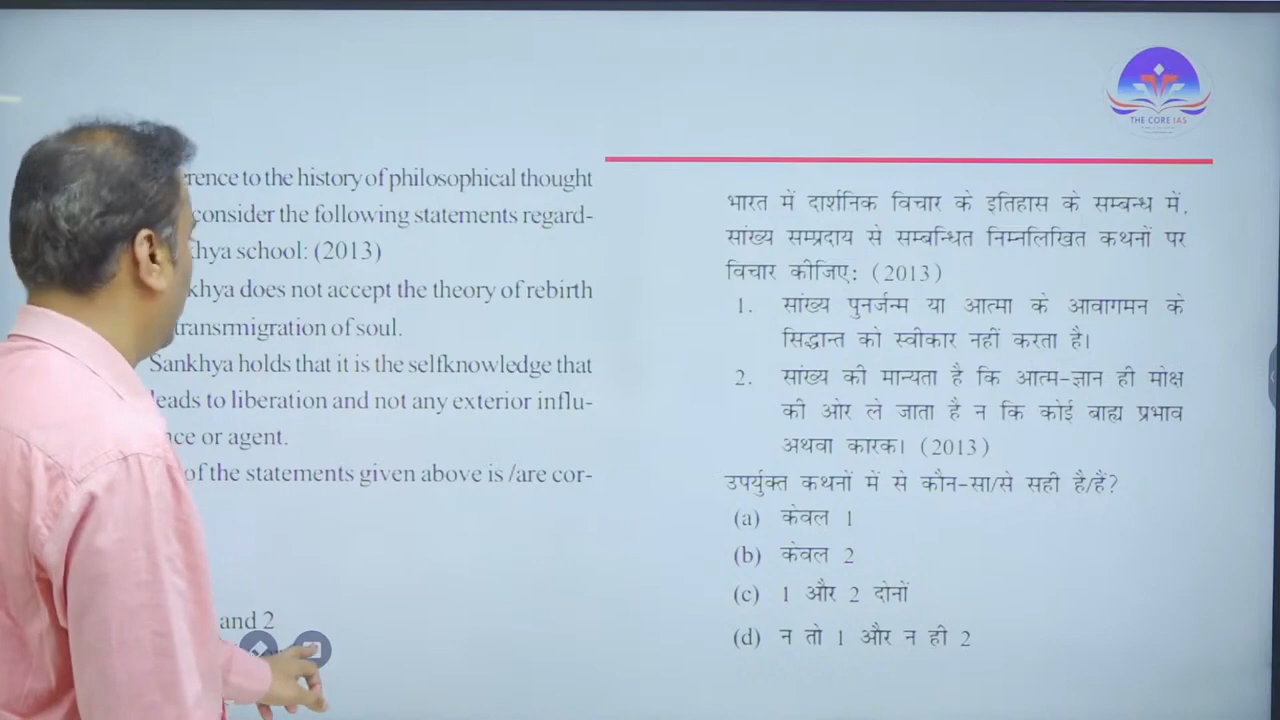 THE CORE IAS
to the history of philosophical thought
consider the following statements regard-
school: (2013)
does not accept the theory of rebirth
transrmigration of soul.
Sankhya holds that it is the selfknowledge that
leads to liberation and not any exterior influ-
or agent.
of the statements given above is /are cor-
and 2
भारत में दार्शनिक विचार के इतिहास के सम्बन्ध में,
सांख्य सम्प्रदाय से सम्बन्धित निम्नलिखित कथनों पर
विचार कीजिए: (2013)
1. सांख्य पुनर्जन्म या आत्मा के आवागमन के
सिद्धान्त को स्वीकार नहीं करता है।
2. सांख्य की मान्यता है कि आत्म-ज्ञान ही मोक्ष
की ओर ले जाता है न कि कोई बाह्य प्रभाव
अथवा कारक। (2013)
उपर्युक्त कथनों में से कौन-सा/से सही है/हैं?
(a) केवल 1
(b) केवल 2
(c) 1 और 2 दोनों
(d) न तो 1 और न ही 2